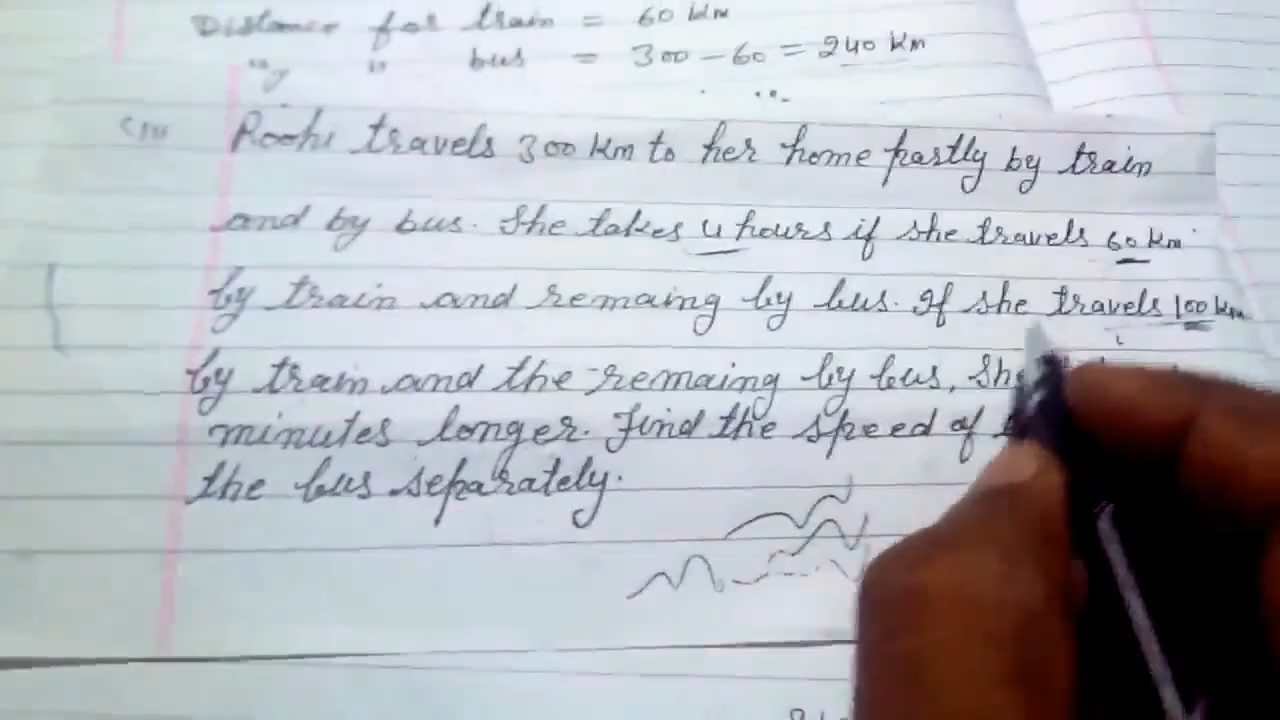 Distance for train = 60 Km
" " bus = 300 - 60 = 240 Km
Roohi travels 300 Km to her home partly by train
and by bus. She takes 4 hours if she travels 60 Km
by train and remaing by bus. If she travels 100 Km
by train and the remaing by bus, She
minutes longer. Find the speed of
the bus separately.